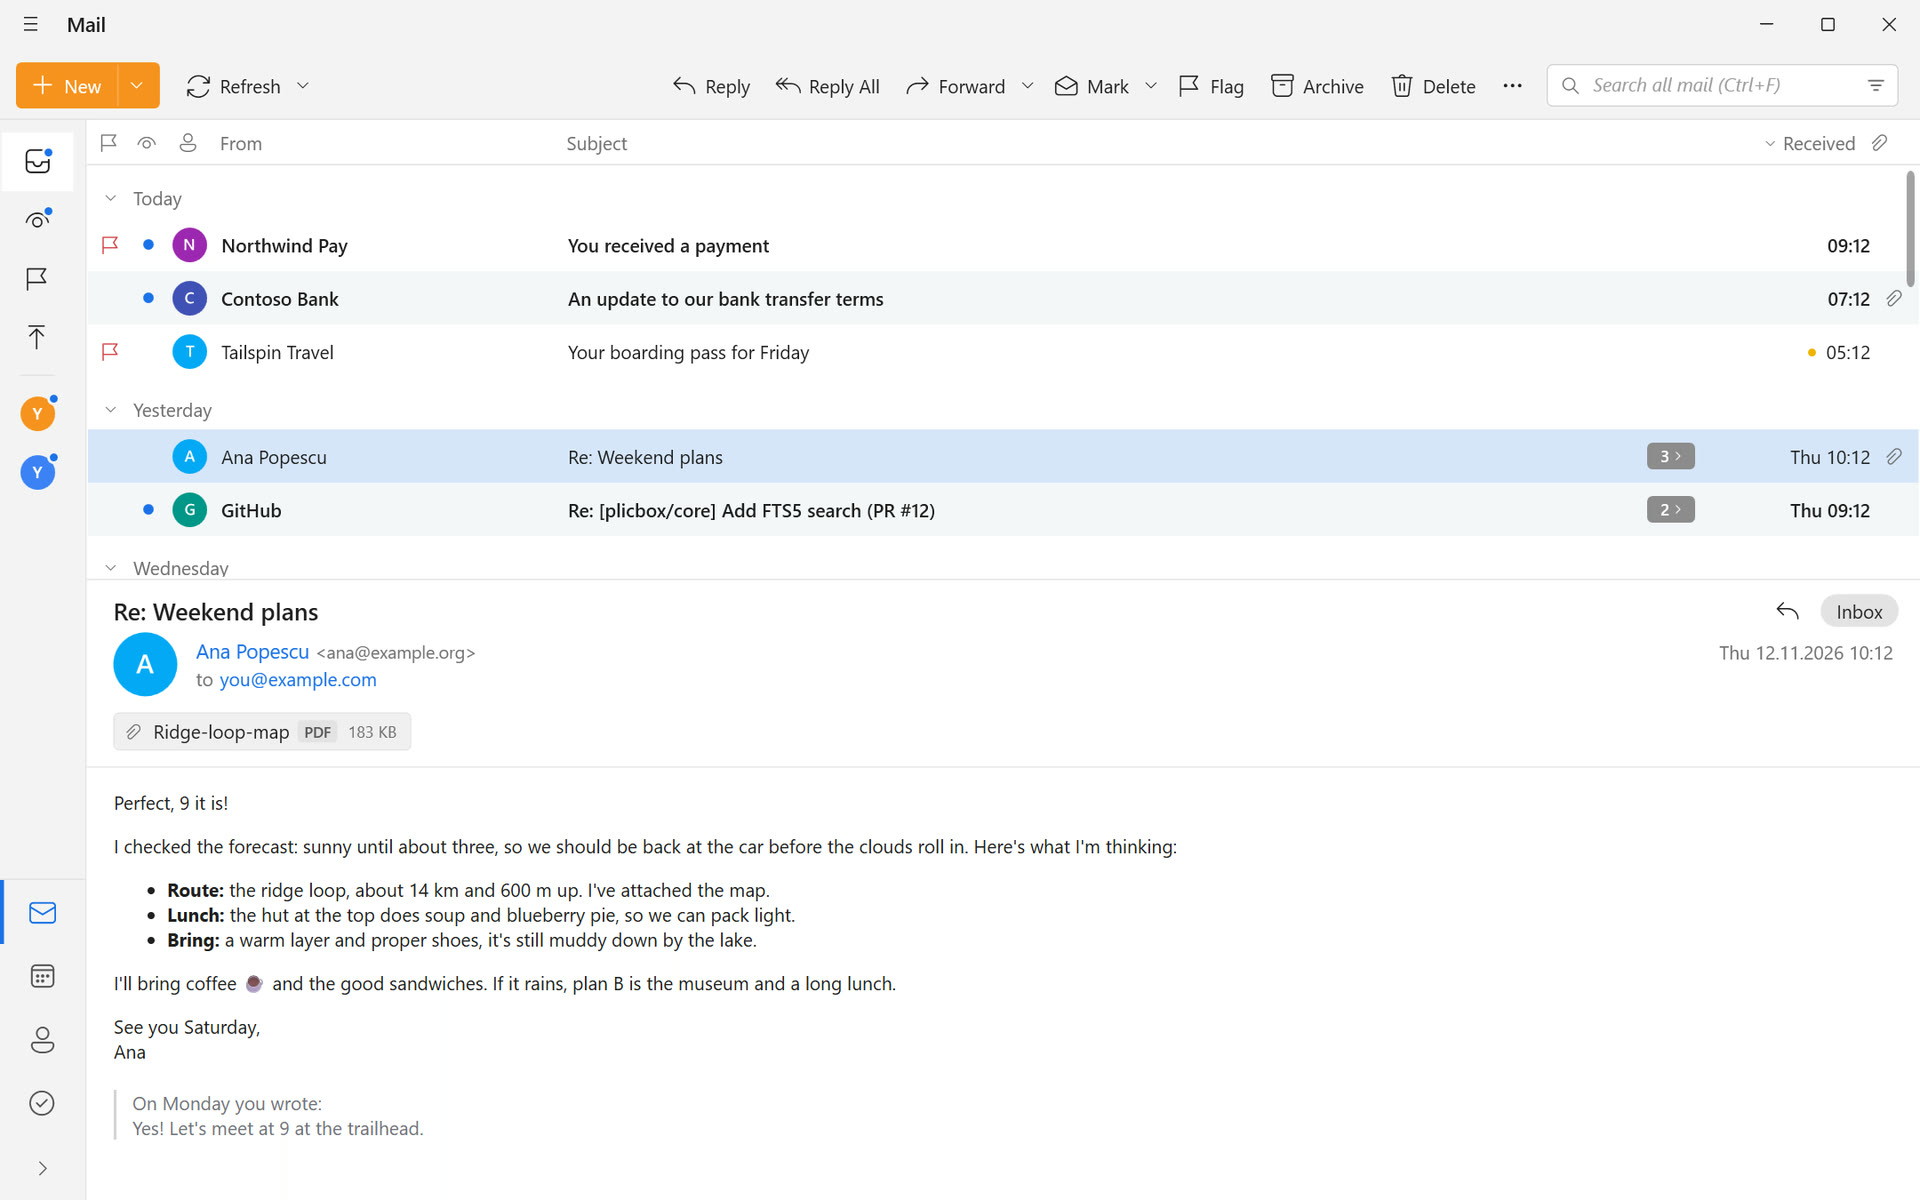 Mail
New
Refresh
Reply
Reply All
Forward
Mark
Flag
Archive
Delete
Search all mail (Ctrl+F)
From Subject Received
Today
N Northwind Pay You received a payment 09:12
C Contoso Bank An update to our bank transfer terms 07:12
T Tailspin Travel Your boarding pass for Friday 05:12
Yesterday
A Ana Popescu Re: Weekend plans 3 Thu 10:12
G GitHub Re: [plicbox/core] Add FTS5 search (PR #12) 2 Thu 09:12
Wednesday
Y
Y
Re: Weekend plans
Inbox
A
Ana Popescu <ana@example.org>
Thu 12.11.2026 10:12
to you@example.com
Ridge-loop-map PDF 183 KB
Perfect, 9 it is!
I checked the forecast: sunny until about three, so we should be back at the car before the clouds roll in. Here's what I'm thinking:
• Route: the ridge loop, about 14 km and 600 m up. I've attached the map.
• Lunch: the hut at the top does soup and blueberry pie, so we can pack light.
• Bring: a warm layer and proper shoes, it's still muddy down by the lake.
I'll bring coffee ☕ and the good sandwiches. If it rains, plan B is the museum and a long lunch.
See you Saturday,
Ana
On Monday you wrote:
Yes! Let's meet at 9 at the trailhead.